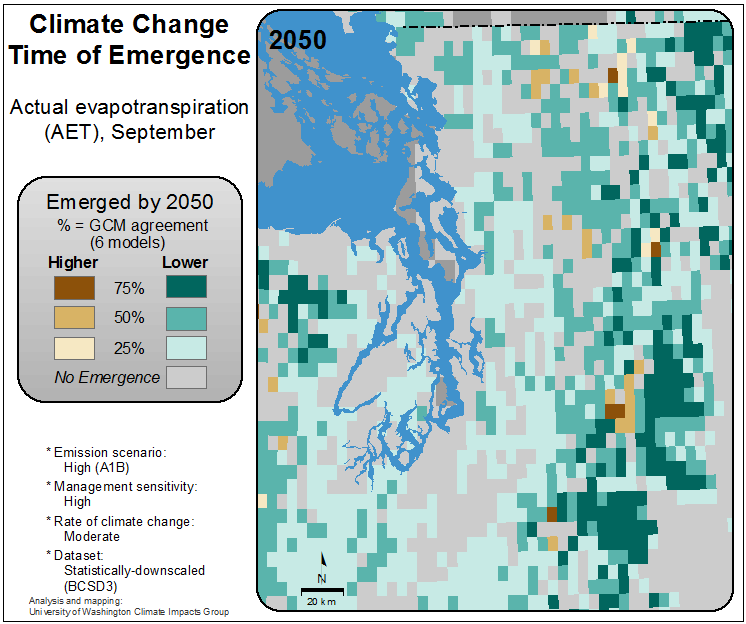 Climate Change
Time of Emergence
Actual evapotranspiration
(AET), September
Emerged by 2050
% = GCM agreement
(6 models)
Higher Lower
75%
50%
25%
No Emergence
* Emission scenario:
High (A1B)
* Management sensitivity:
High
* Rate of climate change:
Moderate
* Dataset:
Statistically-downscaled
(BCSD3)
Analysis and mapping:
University of Washington Climate Impacts Group
2050
N
20 km